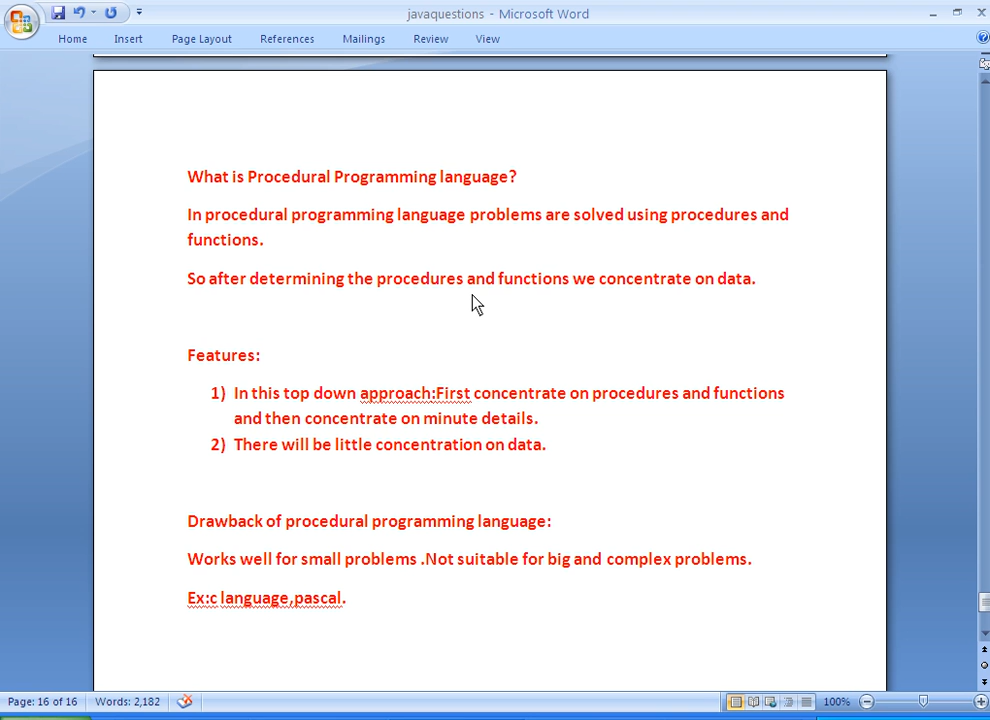 javaquestions - Microsoft Word
Home Insert Page Layout References Mailings Review View
What is Procedural Programming language?
In procedural programming language problems are solved using procedures and
functions.
So after determining the procedures and functions we concentrate on data.
Features:
1) In this top down approach:First concentrate on procedures and functions
and then concentrate on minute details.
2) There will be little concentration on data.
Drawback of procedural programming language:
Works well for small problems .Not suitable for big and complex problems.
Ex:c language,pascal.
Page: 16 of 16 Words: 2,182 100%